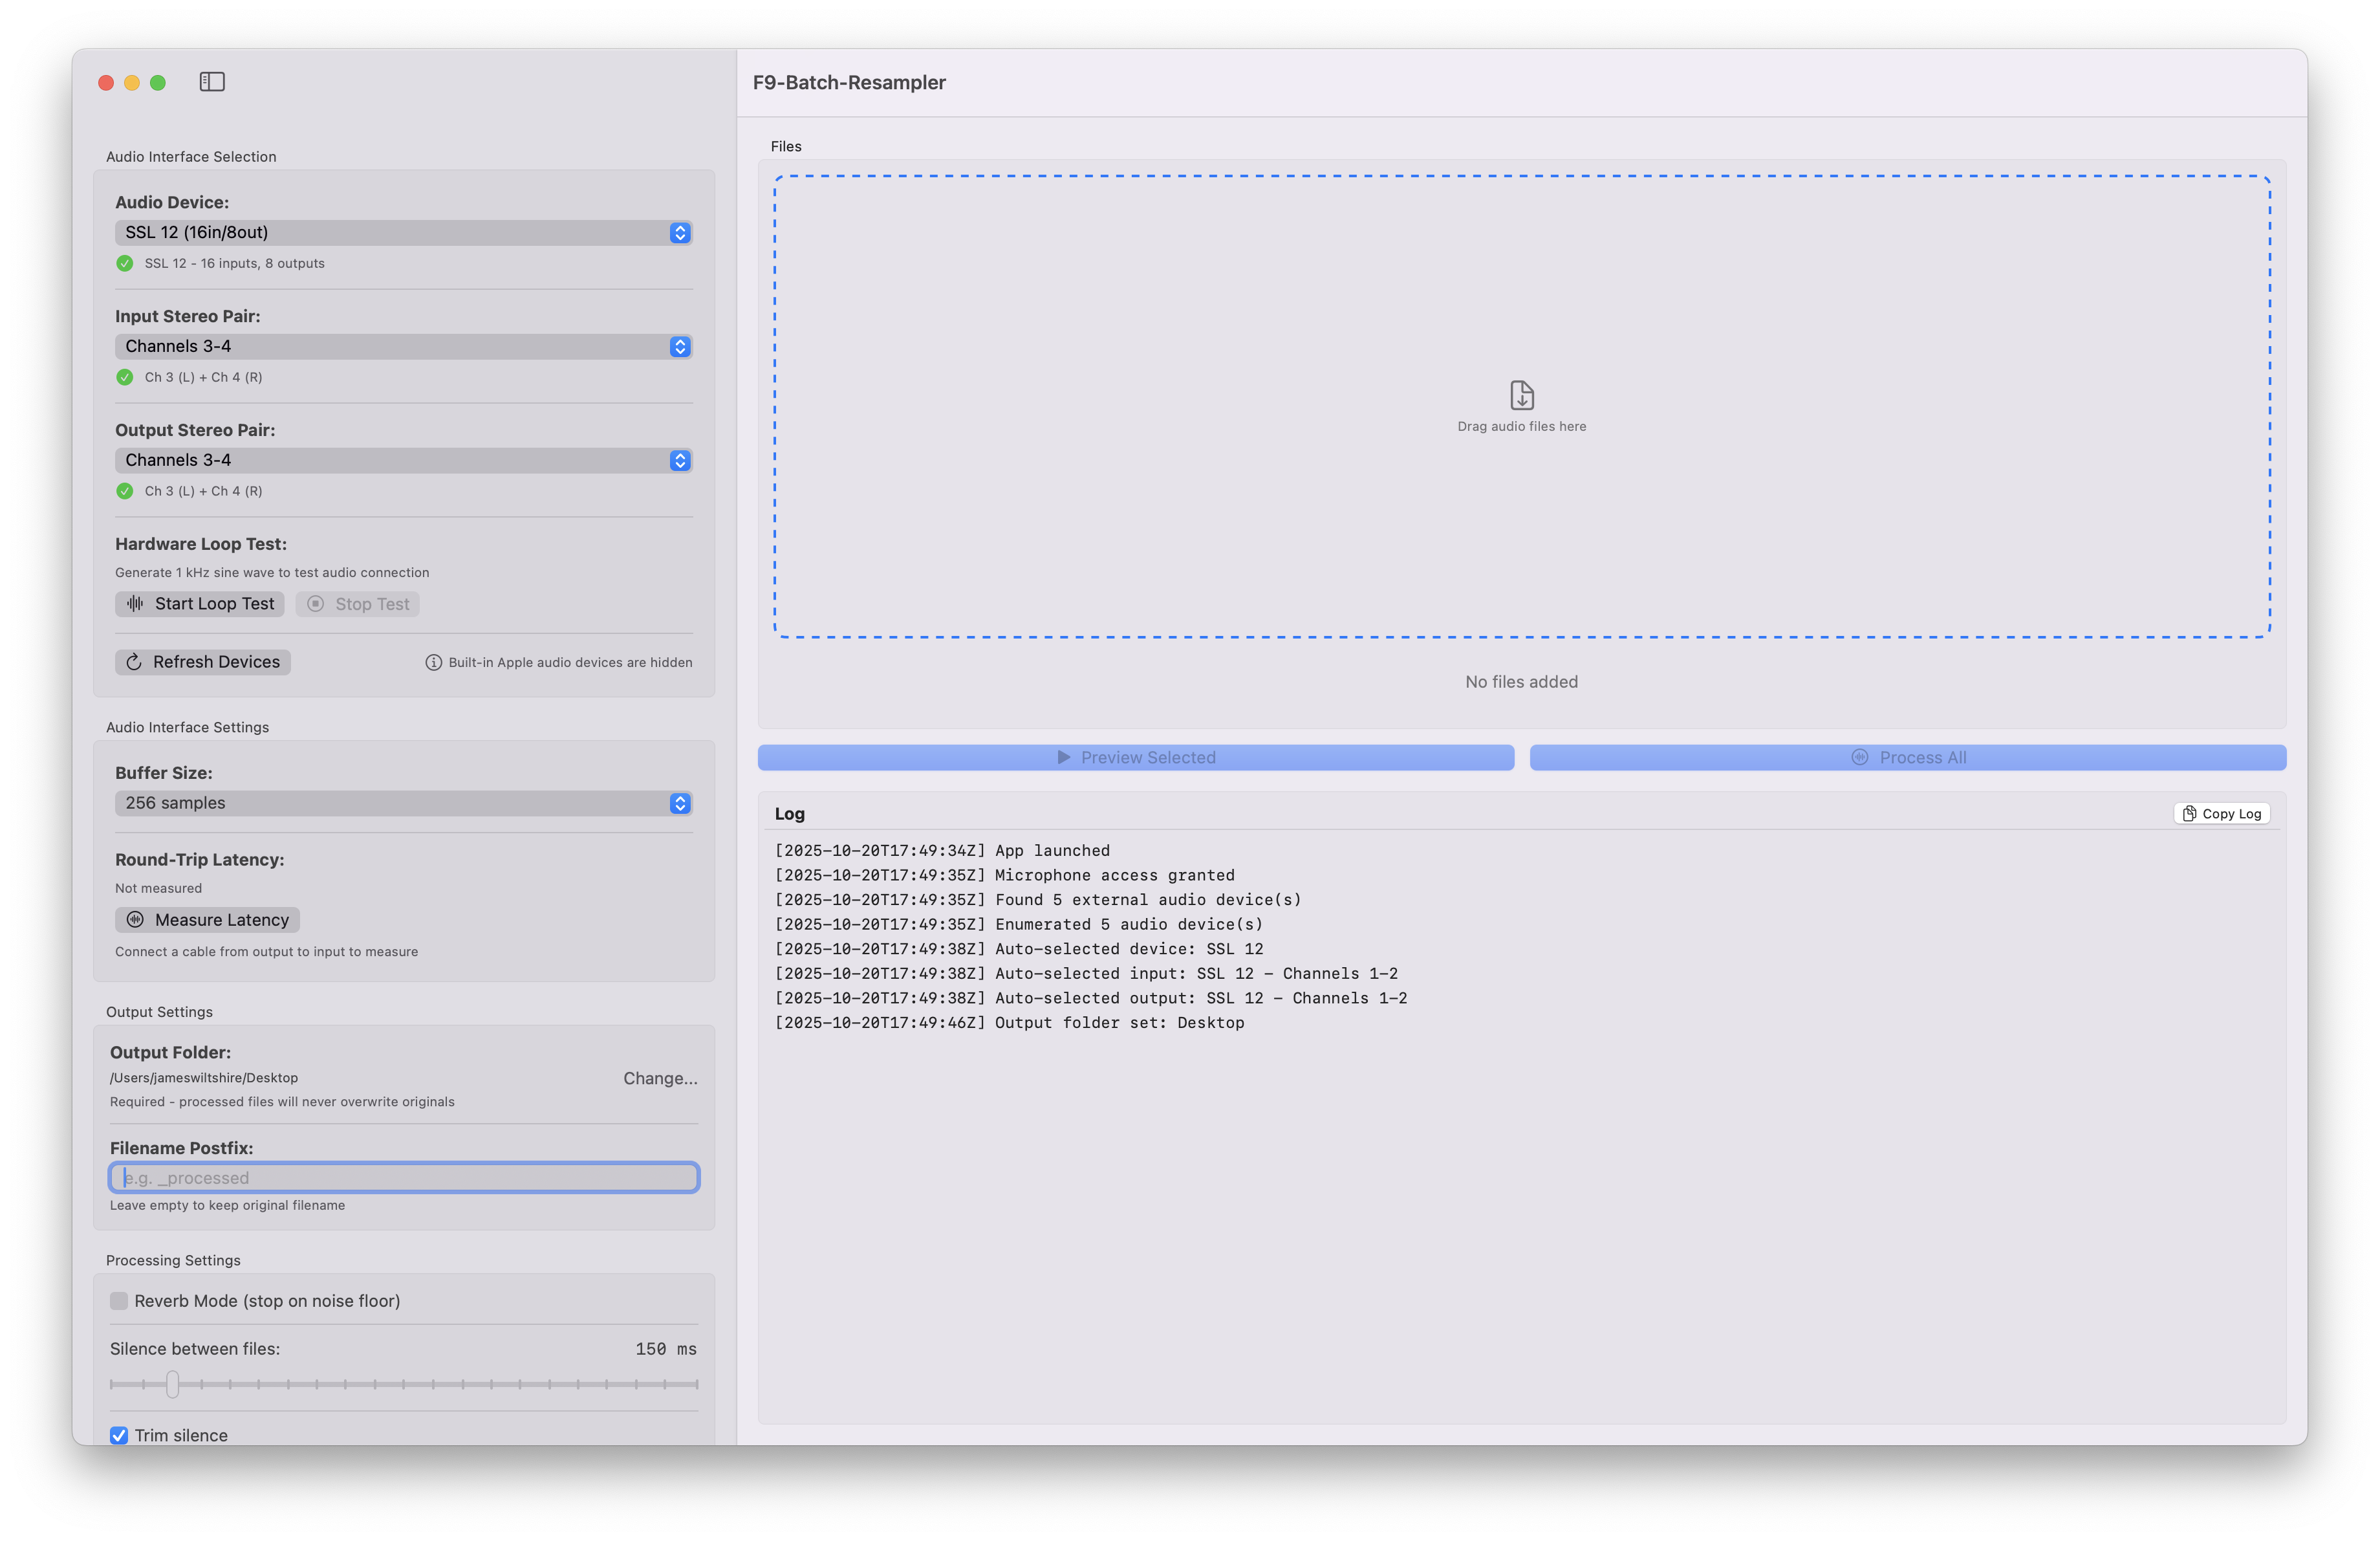 F9-Batch-Resampler
Audio Interface Selection
Audio Device:
SSL 12 (16in/8out)
SSL 12 - 16 inputs, 8 outputs
Input Stereo Pair:
Channels 3-4
Ch 3 (L) + Ch 4 (R)
Output Stereo Pair:
Channels 3-4
Ch 3 (L) + Ch 4 (R)
Hardware Loop Test:
Generate 1 kHz sine wave to test audio connection
Start Loop Test Stop Test
Refresh Devices Built-in Apple audio devices are hidden
Audio Interface Settings
Buffer Size:
256 samples
Round-Trip Latency:
Not measured
Measure Latency
Connect a cable from output to input to measure
Output Settings
Output Folder:
/Users/jameswiltshire/Desktop Change...
Required - processed files will never overwrite originals
Filename Postfix:
e.g. _processed
Leave empty to keep original filename
Processing Settings
Reverb Mode (stop on noise floor)
Silence between files: 150 ms
Trim silence
Files
Drag audio files here
No files added
Preview Selected Process All
Log Copy Log
[2025-10-20T17:49:34Z] App launched
[2025-10-20T17:49:35Z] Microphone access granted
[2025-10-20T17:49:35Z] Found 5 external audio device(s)
[2025-10-20T17:49:35Z] Enumerated 5 audio device(s)
[2025-10-20T17:49:38Z] Auto-selected device: SSL 12
[2025-10-20T17:49:38Z] Auto-selected input: SSL 12 - Channels 1-2
[2025-10-20T17:49:38Z] Auto-selected output: SSL 12 - Channels 1-2
[2025-10-20T17:49:46Z] Output folder set: Desktop